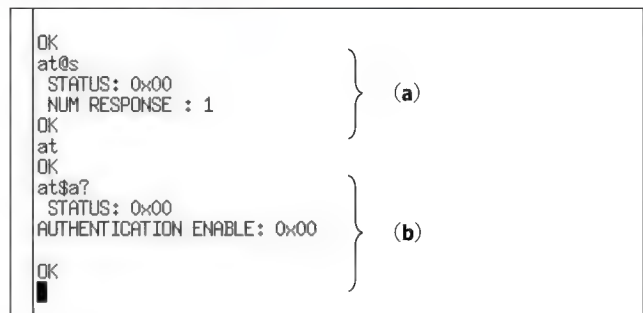 OK
at@s
STATUS: 0x00
NUM RESPONSE : 1
OK
at
OK
at$a?
STATUS: 0x00
AUTHENTICATION ENABLE: 0x00
OK
(a)
(b)